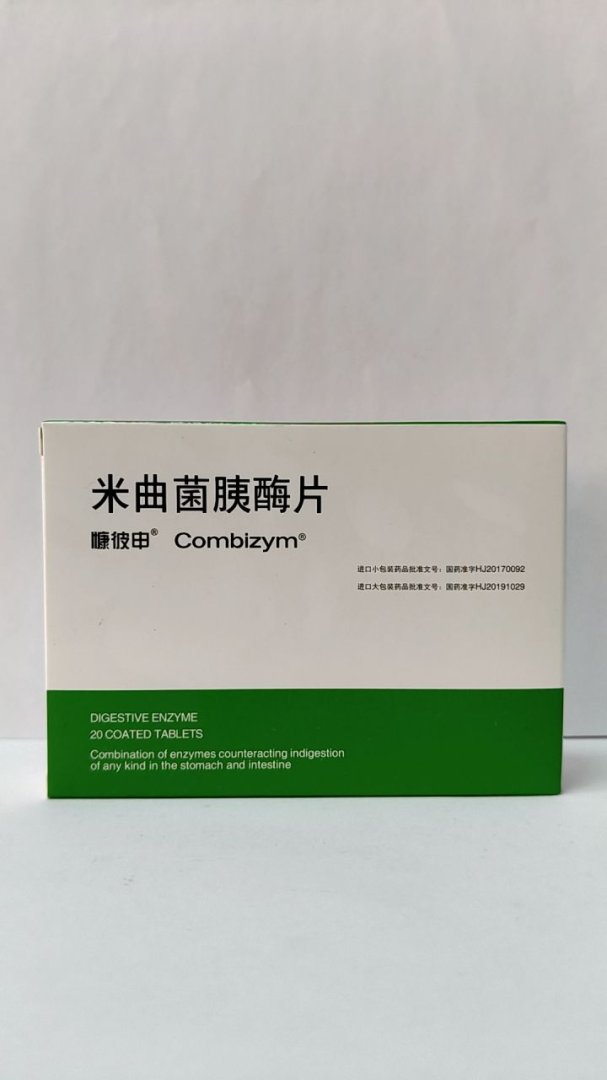 米曲菌胰酶片
慷彼申® Combizym®
进口小包装药品批准文号：国药准字HJ20170092
进口大包装药品批准文号：国药准字HJ20191029
DIGESTIVE ENZYME
20 COATED TABLETS
Combination of enzymes counteracting indigestion
of any kind in the stomach and intestine